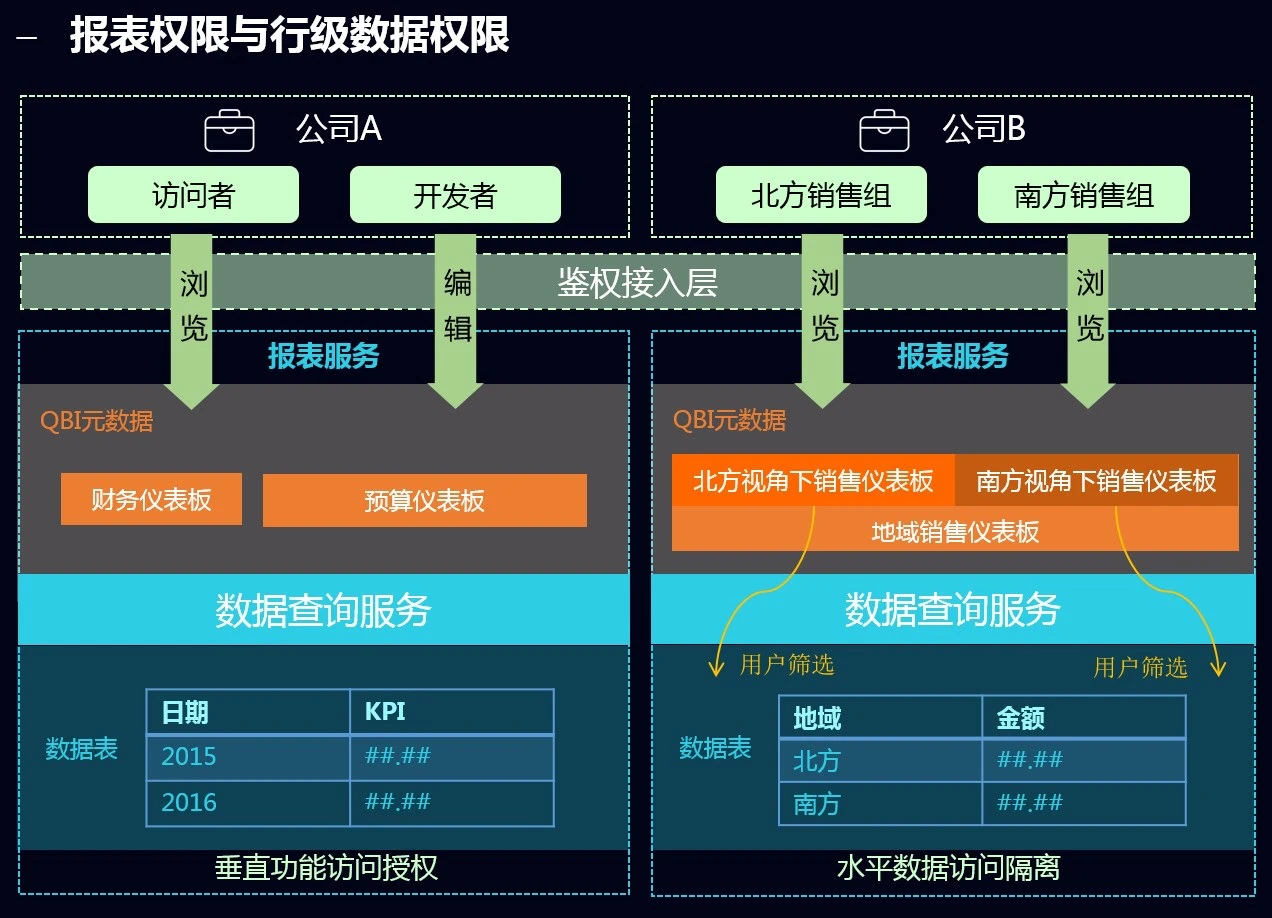 报表权限与行级数据权限
公司A
访问者
开发者
公司B
北方销售组
南方销售组
鉴权接入层
浏览
编辑
浏览
浏览
报表服务
QBI元数据
财务仪表板
预算仪表板
数据查询服务
数据表
日期 KPI
2015 ##.##
2016 ##.##
垂直功能访问授权
报表服务
QBI元数据
北方视角下销售仪表板
南方视角下销售仪表板
地域销售仪表板
数据查询服务
用户筛选
用户筛选
数据表
地域 金额
北方 ##.##
南方 ##.##
水平数据访问隔离